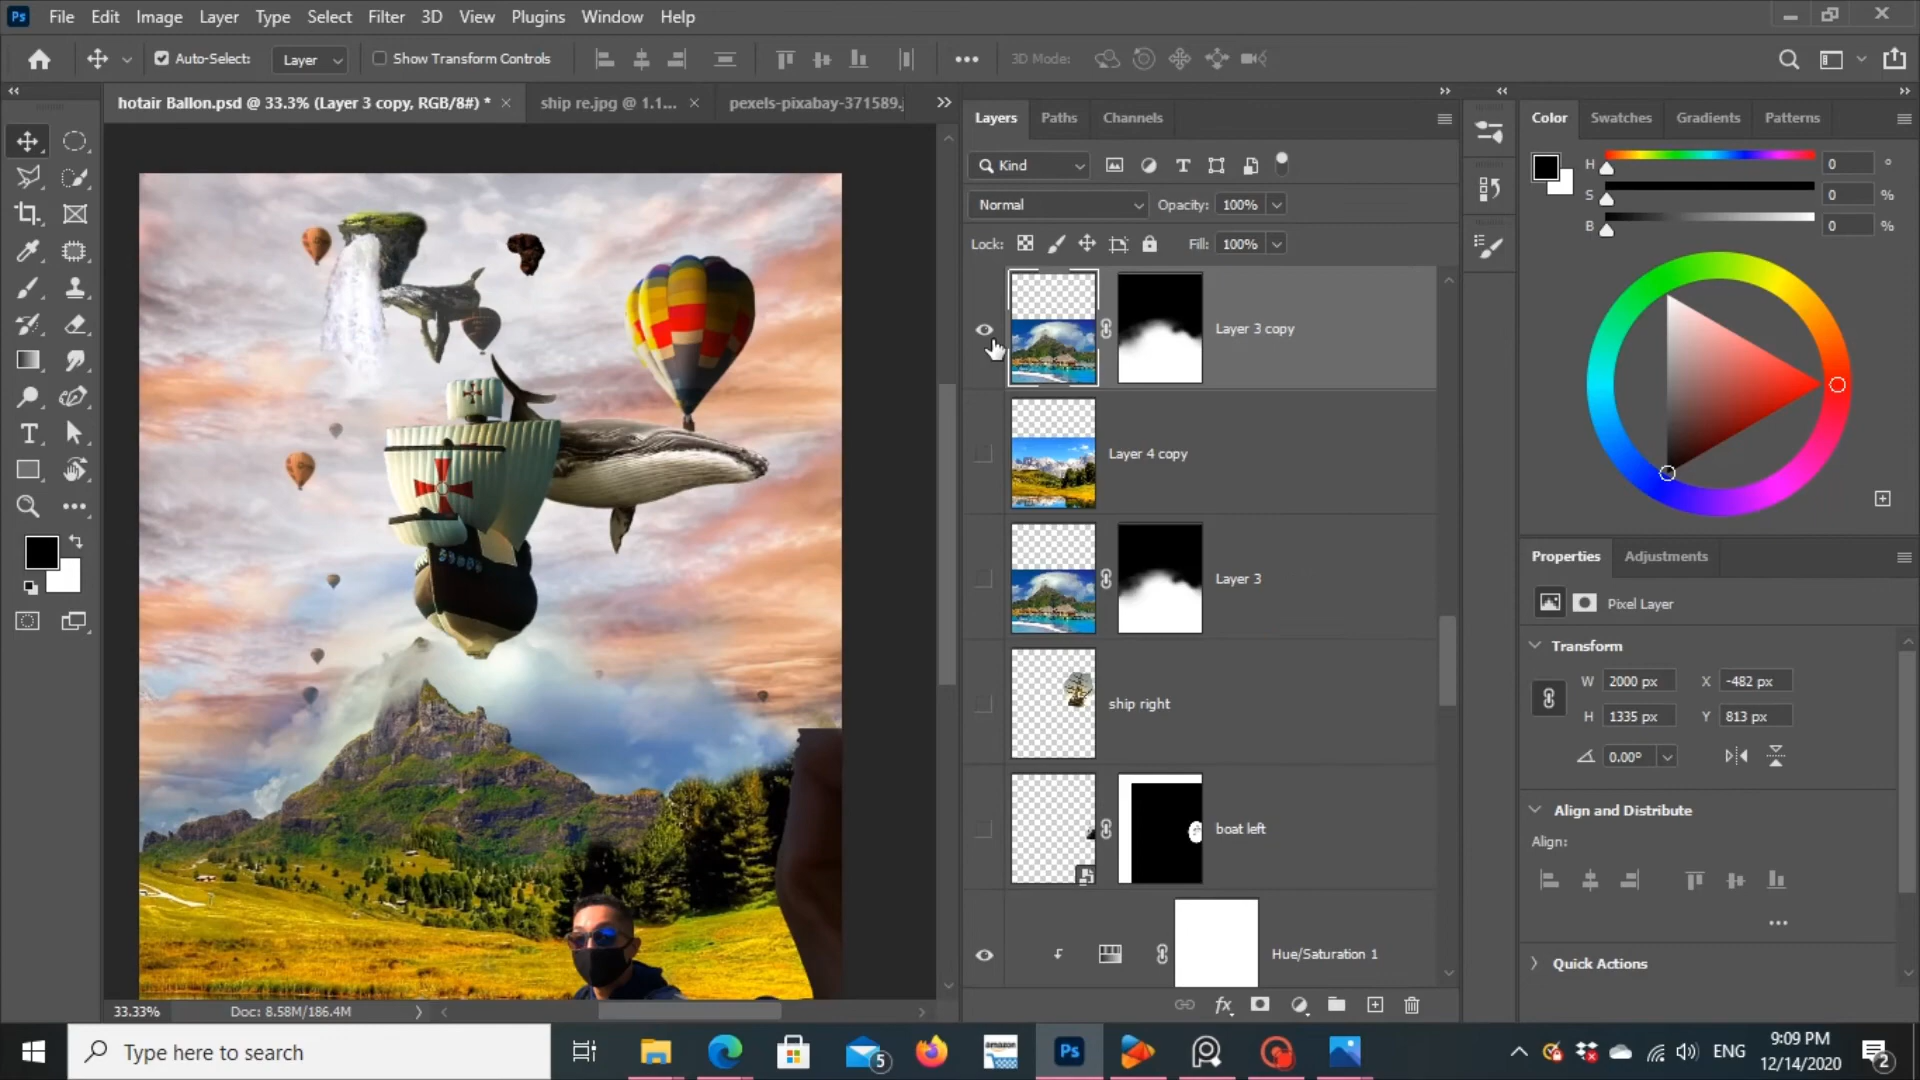 Ps File Edit Image Layer Type Select Filter 3D View Plugins Window Help
Auto-Select: Layer Show Transform Controls 3D Mode:
hotair Ballon.psd @ 33.3% (Layer 3 copy, RGB/8#) * ship re.jpg @ 1.1... pexels-pixabay-371589.j
Layers Paths Channels
Kind
Normal Opacity: 100%
Lock: Fill: 100%
Layer 3 copy
Layer 4 copy
Layer 3
ship right
boat left
Hue/Saturation 1
Color Swatches Gradients Patterns
H 0 °
S 0 %
B 0 %
Properties Adjustments
Pixel Layer
Transform
W 2000 px X -482 px
H 1335 px Y 813 px
0.00°
Align and Distribute
Align:
Quick Actions
33.33% Doc: 8.58M/186.4M
Type here to search
5
amazon
Ps
ENG
9:09 PM
12/14/2020
2